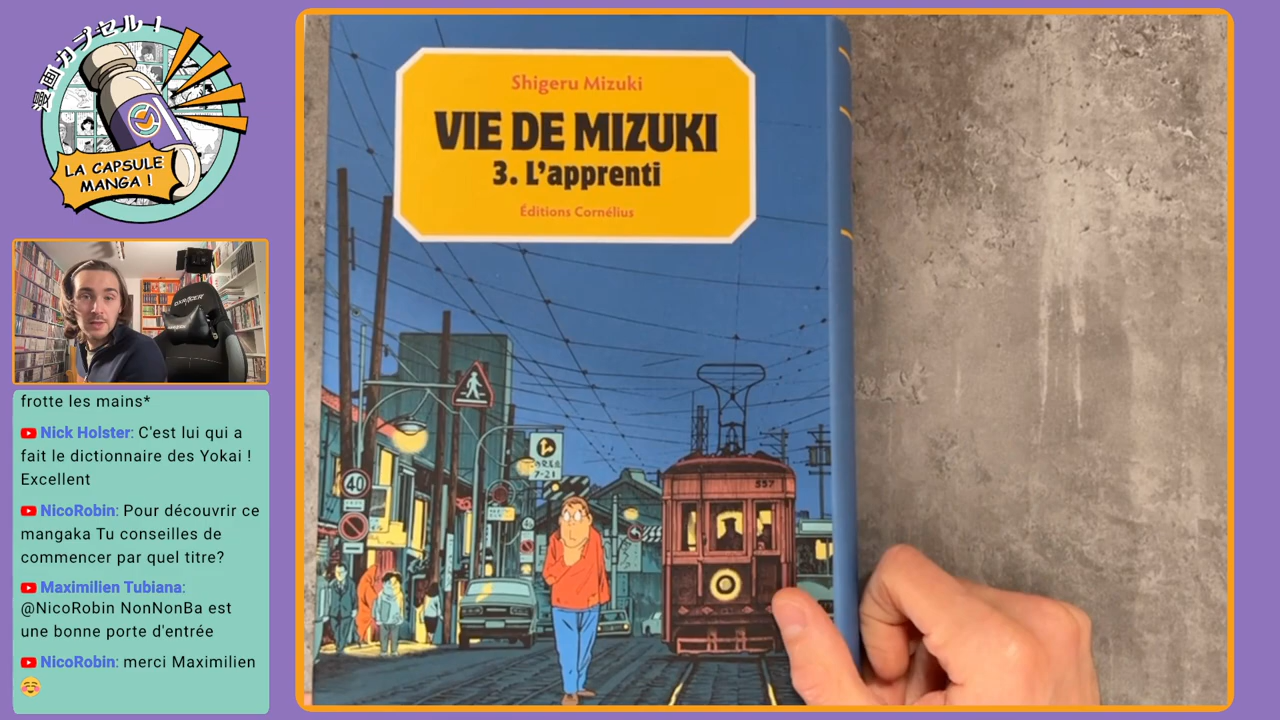 漫画カプセル!
LA CAPSULE
MANGA !
DXRACER
frotte les mains*
Nick Holster: C'est lui qui a
fait le dictionnaire des Yokai !
Excellent
NicoRobin: Pour découvrir ce
mangaka Tu conseilles de
commencer par quel titre?
Maximilien Tubiana:
@NicoRobin NonNonBa est
une bonne porte d'entrée
NicoRobin: merci Maximilien
☺️
Shigeru Mizuki
VIE DE MIZUKI
3. L'apprenti
Éditions Cornélius
7-21
40
557